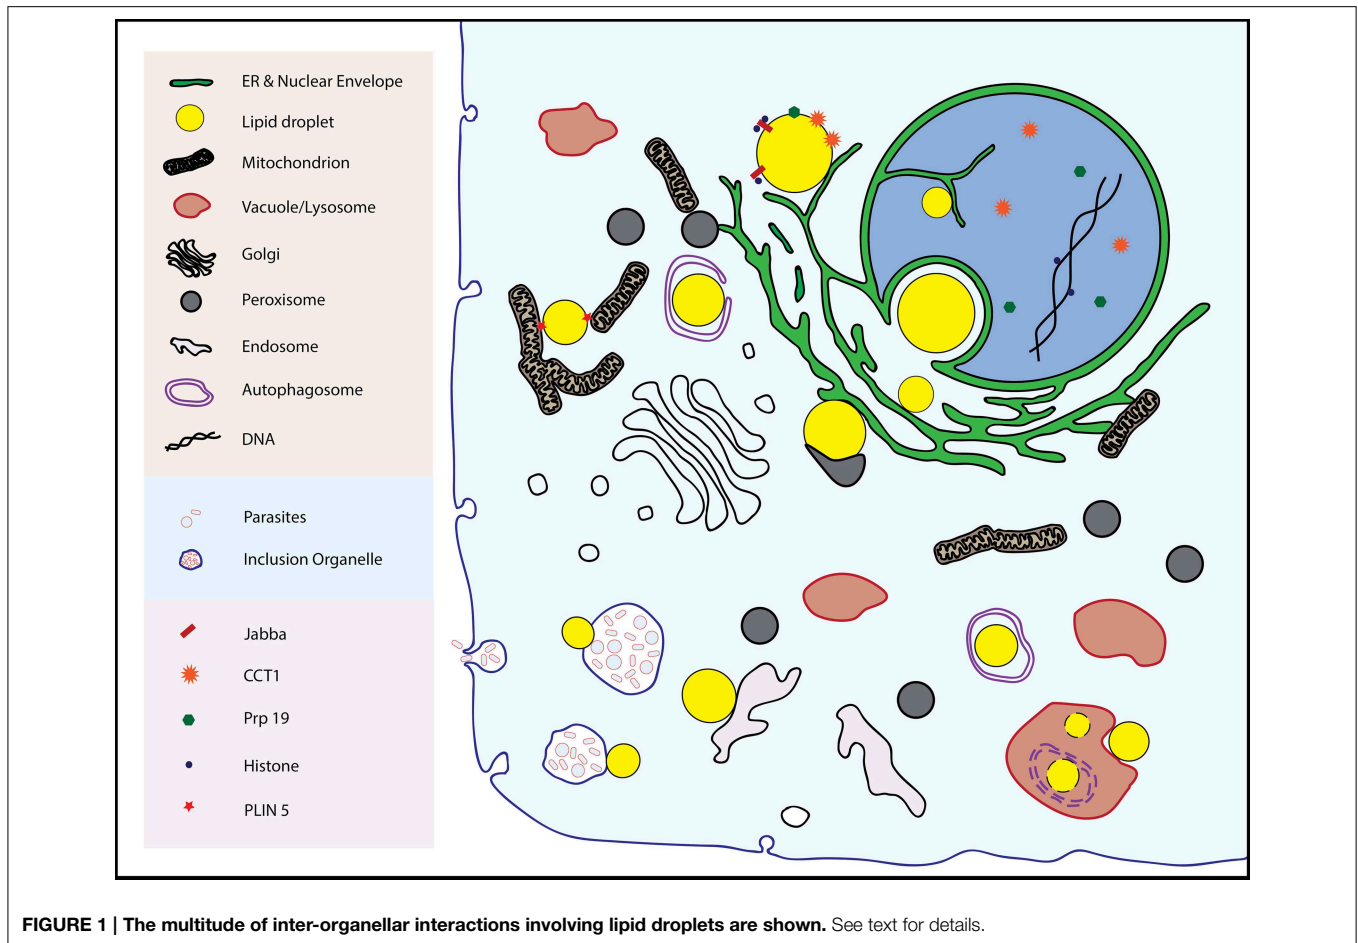 ER & Nuclear Envelope
Lipid droplet
Mitochondrion
Vacuole/Lysosome
Golgi
Peroxisome
Endosome
Autophagosome
DNA
Parasites
Inclusion Organelle
Jabba
CCT1
Prp 19
Histone
PLIN 5
FIGURE 1 | The multitude of inter-organellar interactions involving lipid droplets are shown. See text for details.